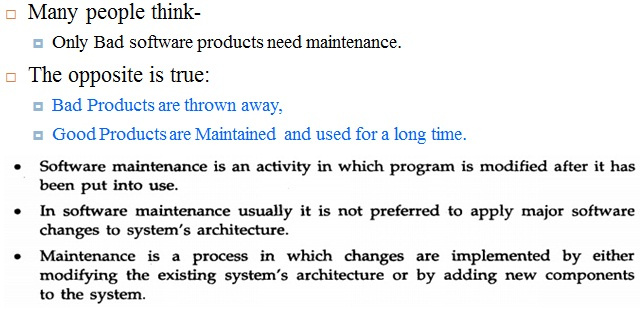 Many people think-
Only Bad software products need maintenance.
The opposite is true:
Bad Products are thrown away,
Good Products are Maintained and used for a long time.
• Software maintenance is an activity in which program is modified after it has
been put into use.
• In software maintenance usually it is not preferred to apply major software
changes to system's architecture.
• Maintenance is a process in which changes are implemented by either
modifying the existing system's architecture or by adding new components
to the system.